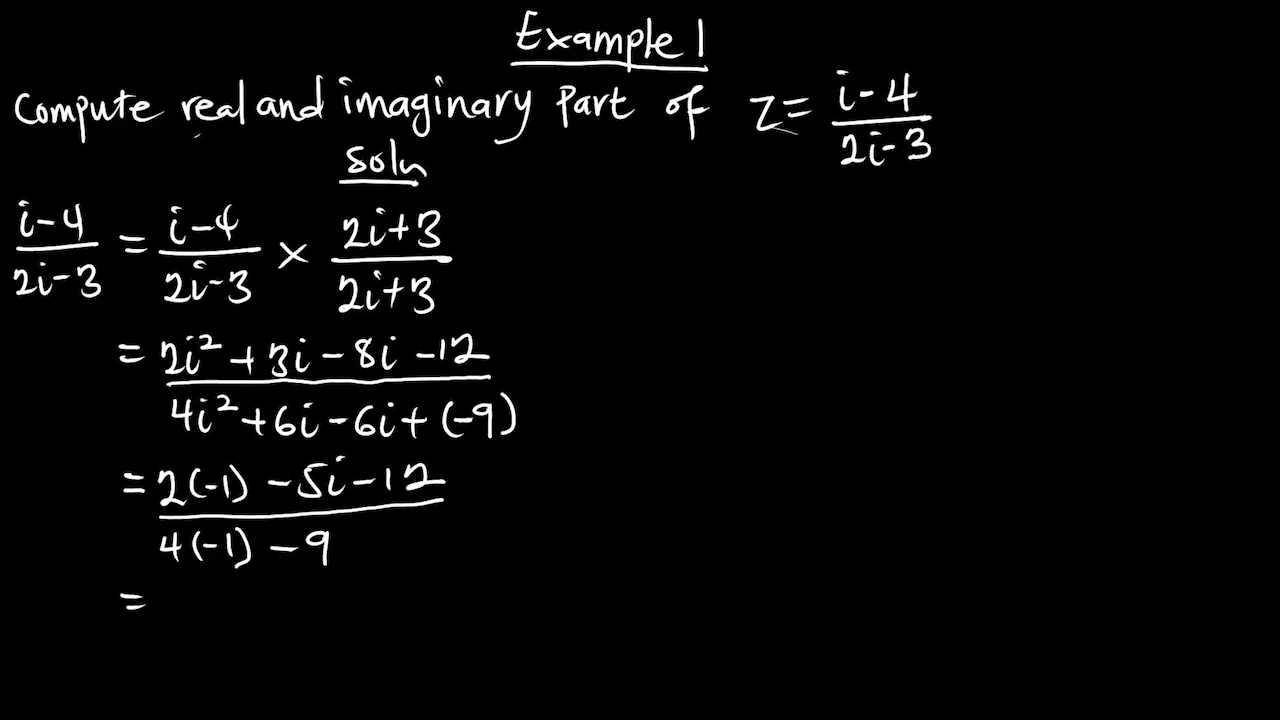 Example 1
Compute real and imaginary part of z = i-4 / 2i-3
soln
i-4 / 2i-3 = i-4 / 2i-3 × 2i+3 / 2i+3
= 2i² + 3i - 8i - 12 / 4i² + 6i - 6i + (-9)
= 2(-1) - 5i - 12 / 4(-1) - 9
=